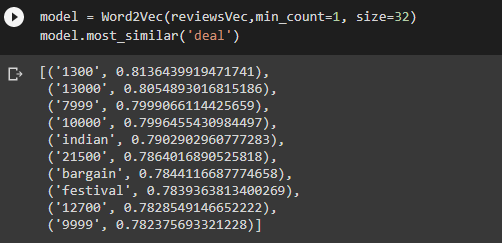 model = Word2Vec(reviewsVec,min_count=1, size=32)
model.most_similar('deal')
[('1300', 0.8136439919471741),
('13000', 0.8054893016815186),
('7999', 0.7999066114425659),
('10000', 0.7996455430984497),
('indian', 0.7902902960777283),
('21500', 0.7864016890525818),
('bargain', 0.7844116687774658),
('festival', 0.7839363813400269),
('12700', 0.7828549146652222),
('9999', 0.782375693321228)]